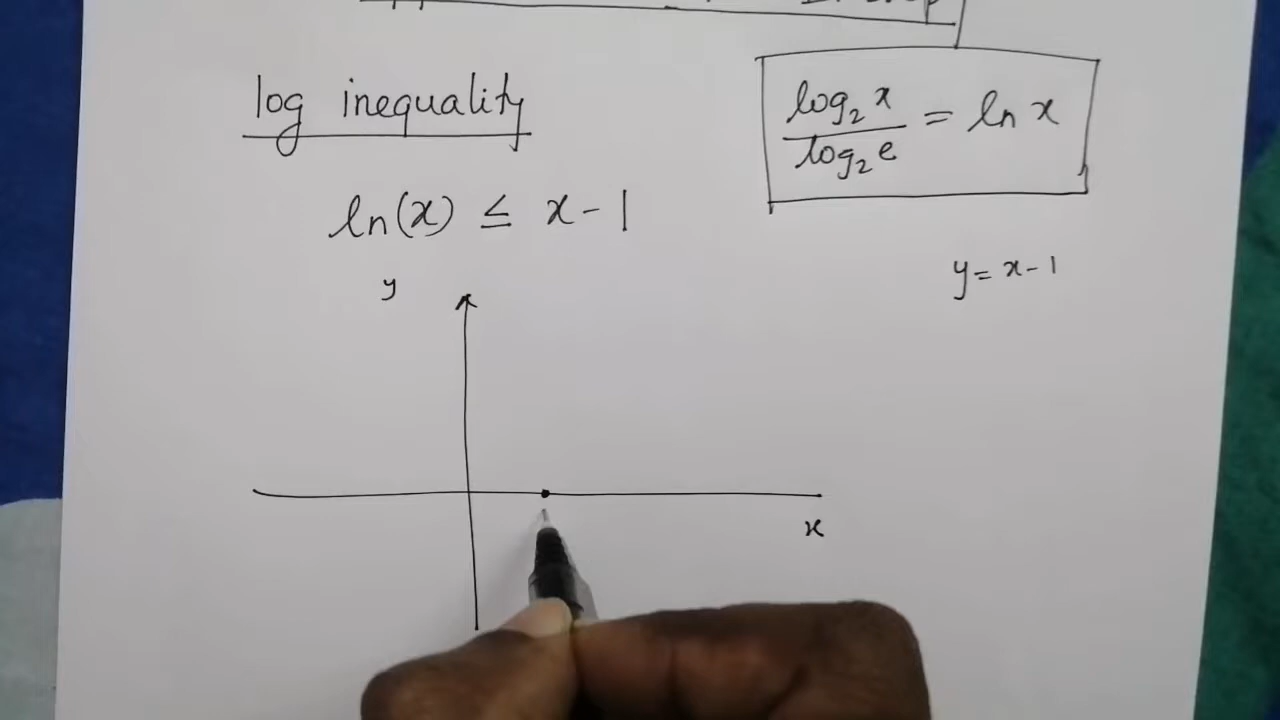 log inequality
log₂ x / log₂ e = ln x
ln(x) ≤ x - 1
y = x - 1
y
x